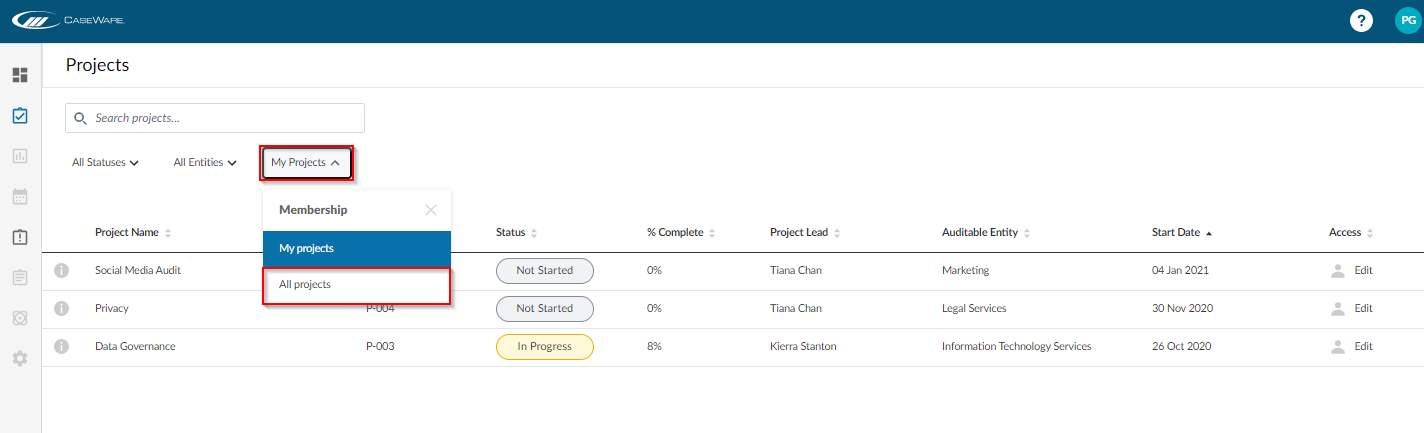 CASEWARE. ? PG
Projects
Search projects...
All Statuses All Entities My Projects
Membership
Project Name Status % Complete Project Lead Auditable Entity Start Date Access
My projects
Social Media Audit Not Started 0% Tiana Chan Marketing 04 Jan 2021 Edit
All projects
Privacy P-004 Not Started 0% Tiana Chan Legal Services 30 Nov 2020 Edit
Data Governance P-003 In Progress 8% Kierra Stanton Information Technology Services 26 Oct 2020 Edit